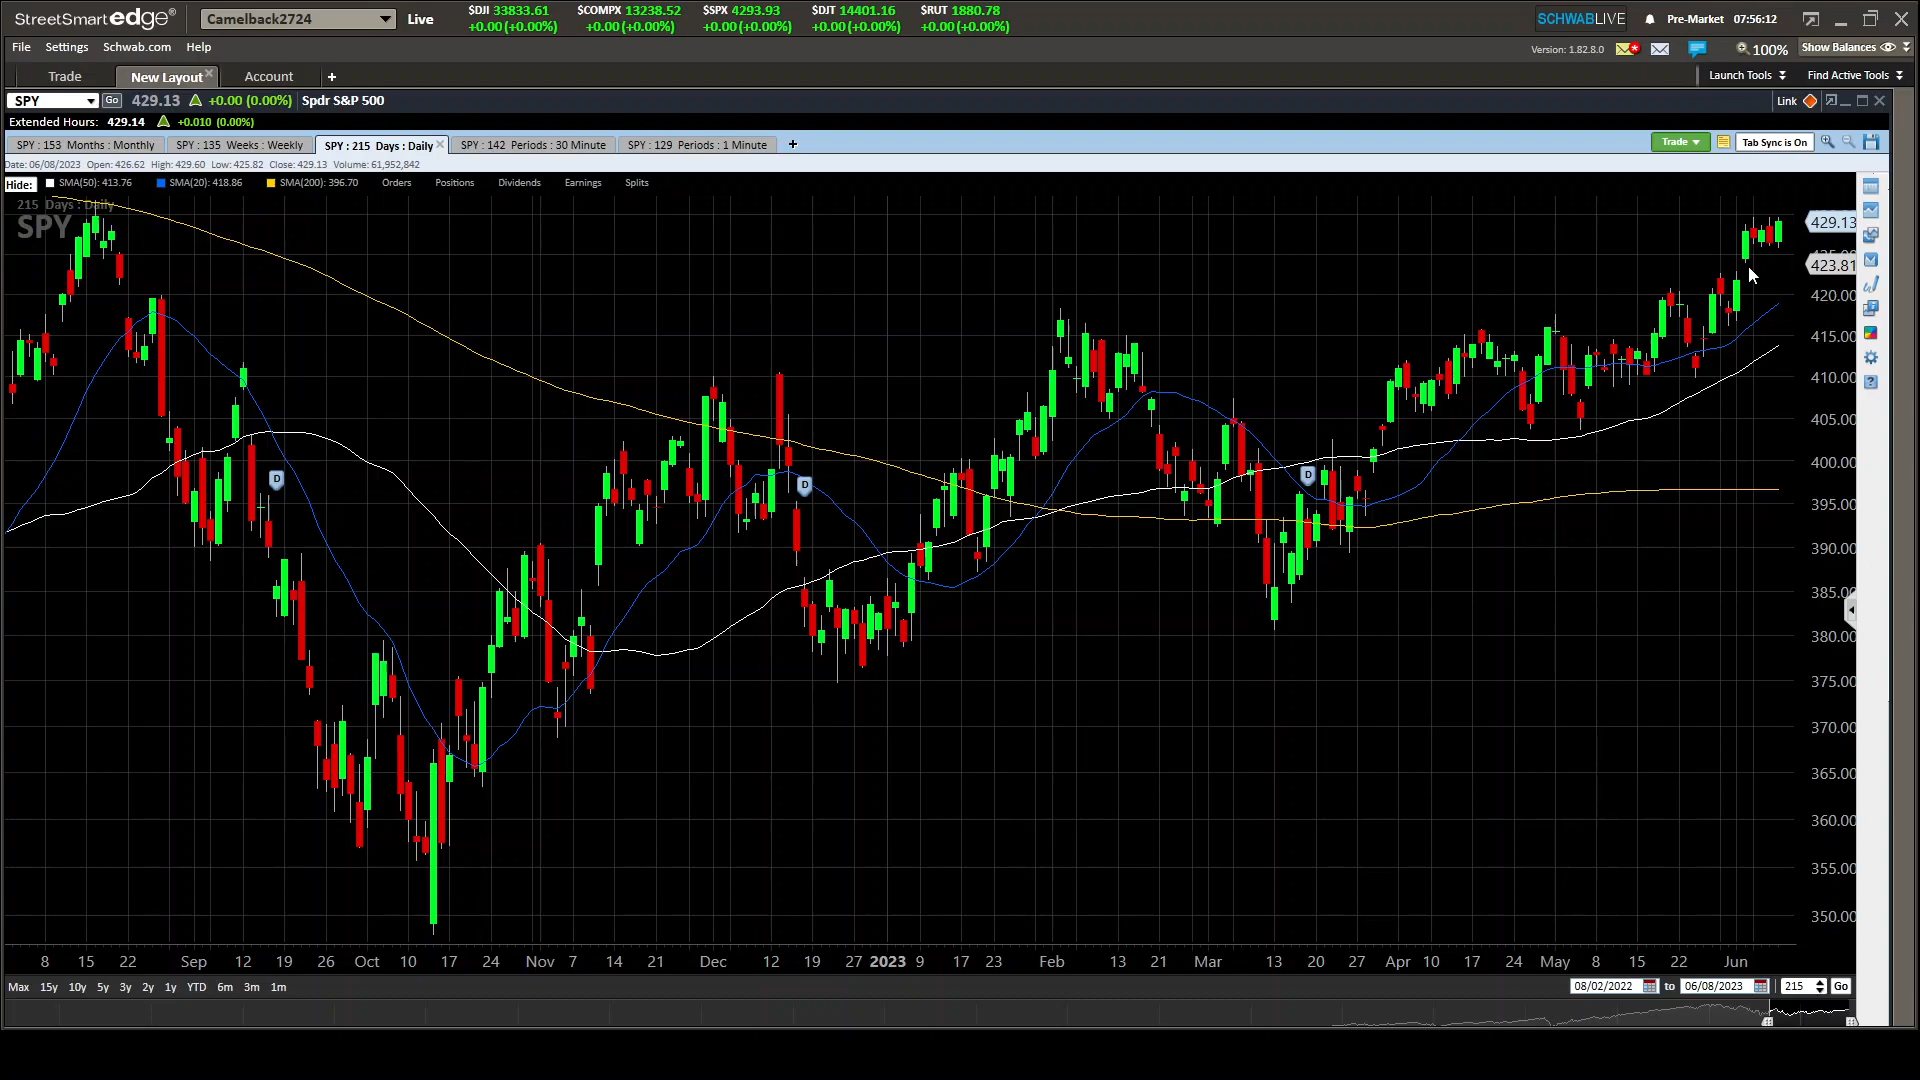 StreetSmart edge® Camelback2724 Live $DJI 33833.61 $COMPX 13238.52 $SPX 4293.93 $DJT 14401.16 $RUT 1880.78 SCHWABLIVE Pre-Market 07:56:12
+0.00 (+0.00%) +0.00 (+0.00%) +0.00 (+0.00%) +0.00 (+0.00%) +0.00 (+0.00%)
File Settings Schwab.com Help Version: 1.82.8.0 100% Show Balances
Trade New Layout Account + Launch Tools Find Active Tools
SPY Go 429.13 +0.00 (0.00%) Spdr S&P 500 Link
Extended Hours: 429.14 +0.010 (0.00%)
SPY : 153 Months : Monthly SPY : 135 Weeks : Weekly SPY : 215 Days : Daily SPY : 142 Periods : 30 Minute SPY : 129 Periods : 1 Minute + Trade Tab Sync is On
Date: 06/08/2023 Open: 426.62 High: 429.60 Low: 425.82 Close: 429.13 Volume: 61,952,842
Hide: SMA(50): 413.76 SMA(20): 418.86 SMA(200): 396.70 Orders Positions Dividends Earnings Splits
215 Days : Daily
SPY
429.13
423.81
420.00
415.00
410.00
405.00
400.00
395.00
390.00
385.00
380.00
375.00
370.00
365.00
360.00
355.00
350.00
D
D
D
8 15 22 Sep 12 19 26 Oct 10 17 24 Nov 7 14 21 Dec 12 19 27 2023 9 17 23 Feb 13 21 Mar 13 20 27 Apr 10 17 24 May 8 15 22 Jun
Max 15y 10y 5y 3y 2y 1y YTD 6m 3m 1m 08/02/2022 to 06/08/2023 215 Go